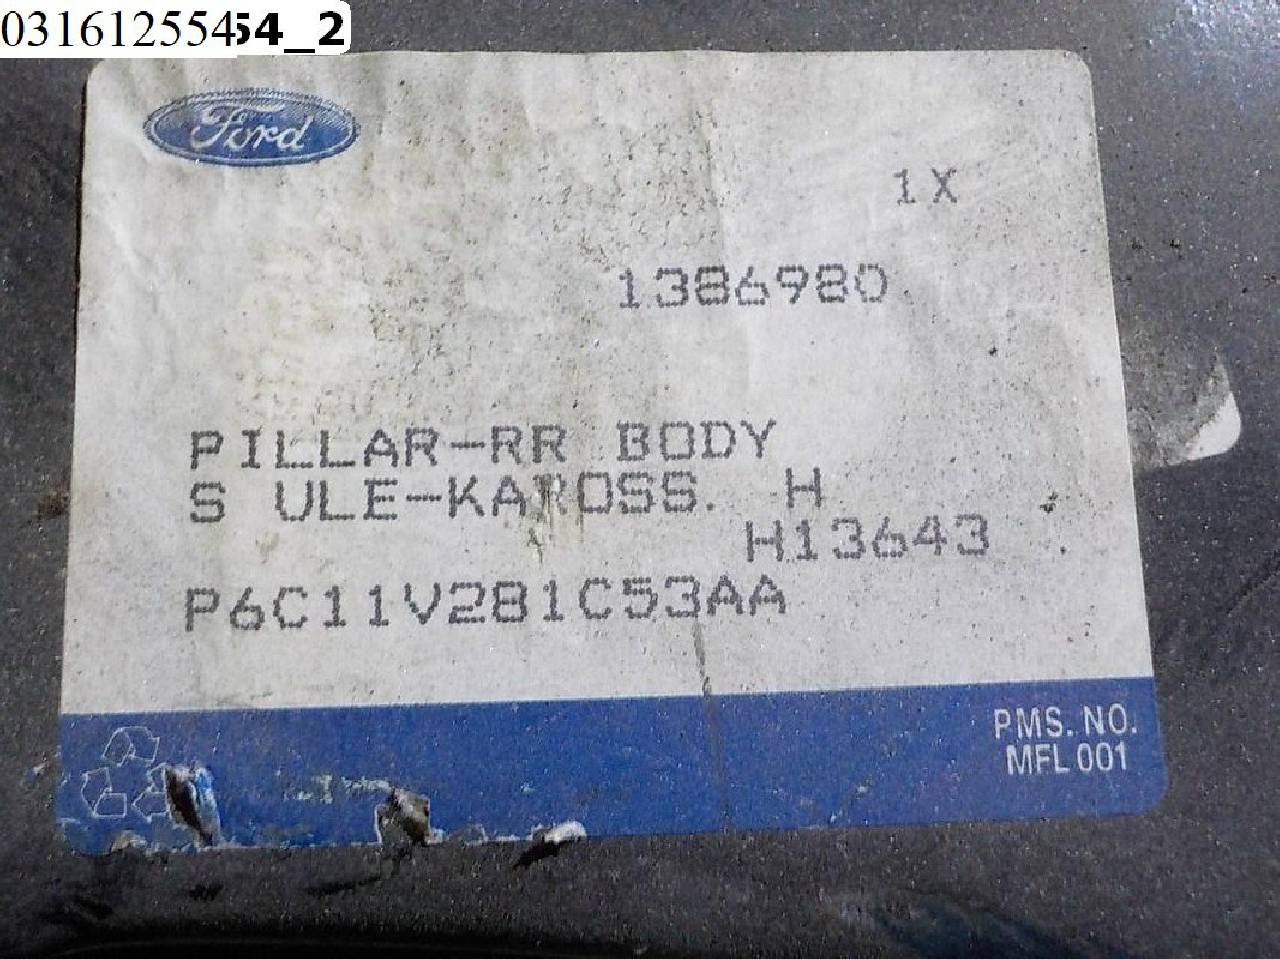 03161255454_2
Ford
1X
1386980
PILLAR-RR BODY
S ULE-KAROSS. H
H13643
P6C11V281C53AA
PMS. NO.
MFL 001